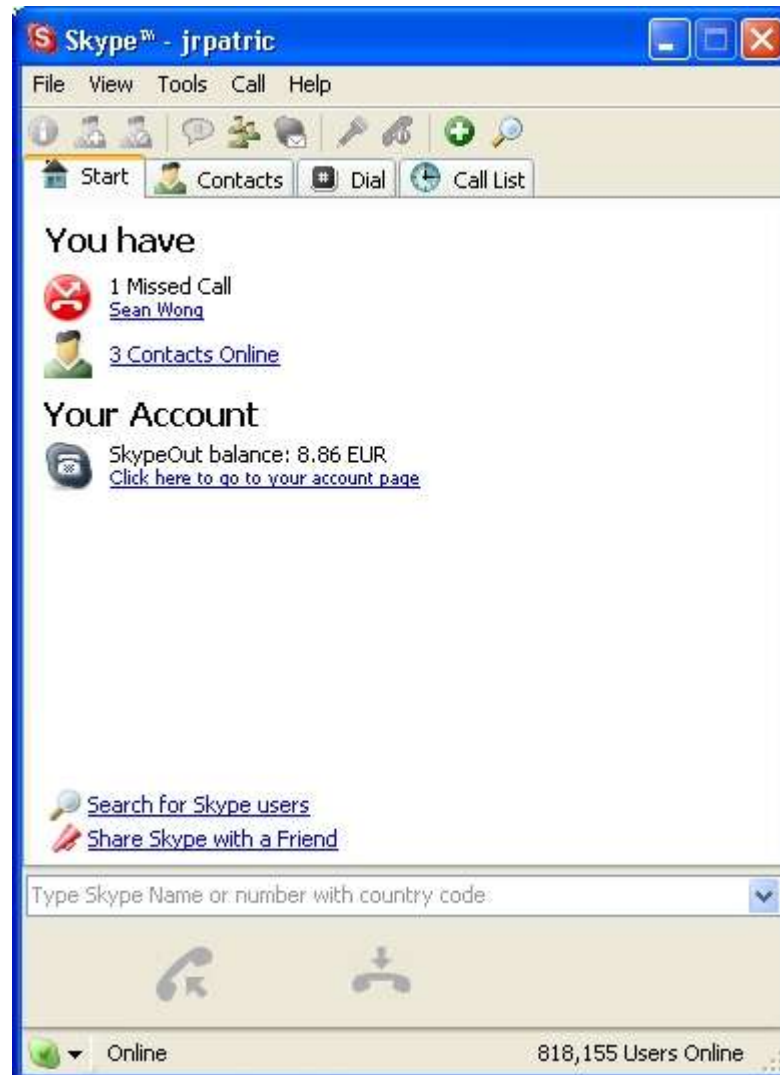 Skype™ - jrpatric
File View Tools Call Help
Start Contacts Dial Call List
You have
1 Missed Call
Sean Wong
3 Contacts Online
Your Account
SkypeOut balance: 8.86 EUR
Click here to go to your account page
Search for Skype users
Share Skype with a Friend
Type Skype Name or number with country code
Online 818,155 Users Online